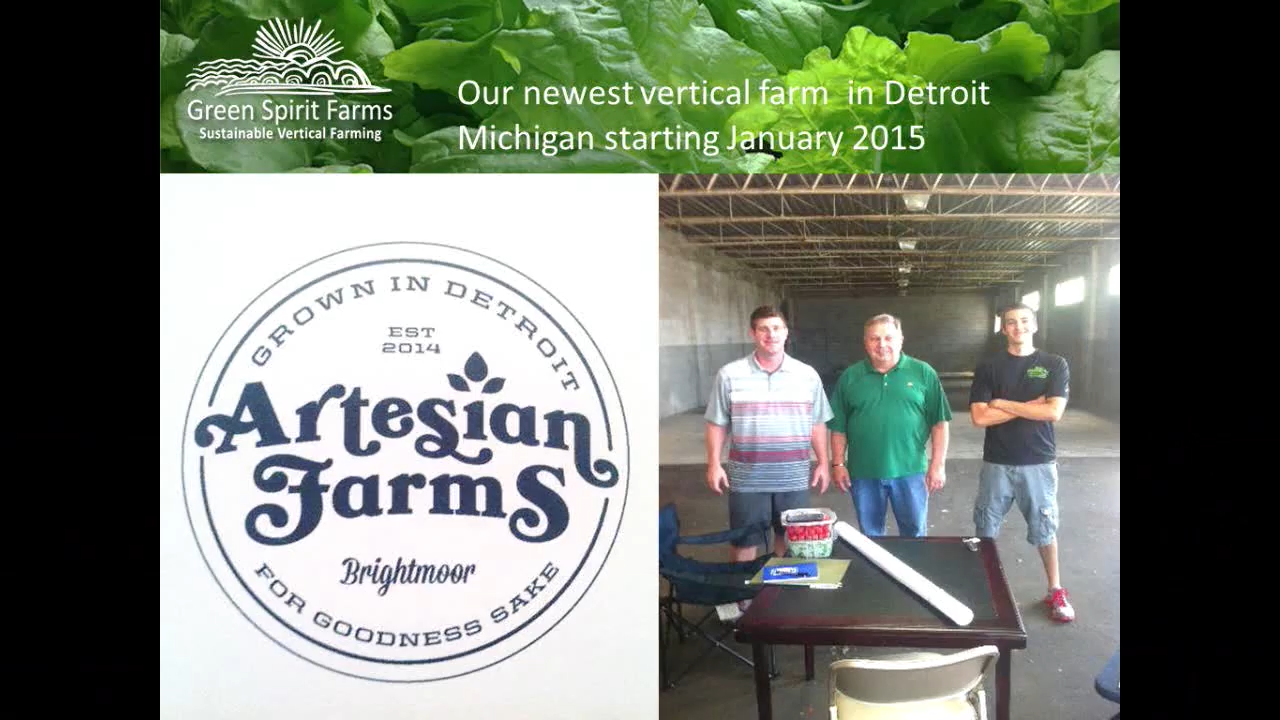 Green Spirit Farms
Sustainable Vertical Farming
Our newest vertical farm in Detroit
Michigan starting January 2015
GROWN IN DETROIT
EST
2014
Artesian
Farms
Brightmoor
FOR GOODNESS SAKE